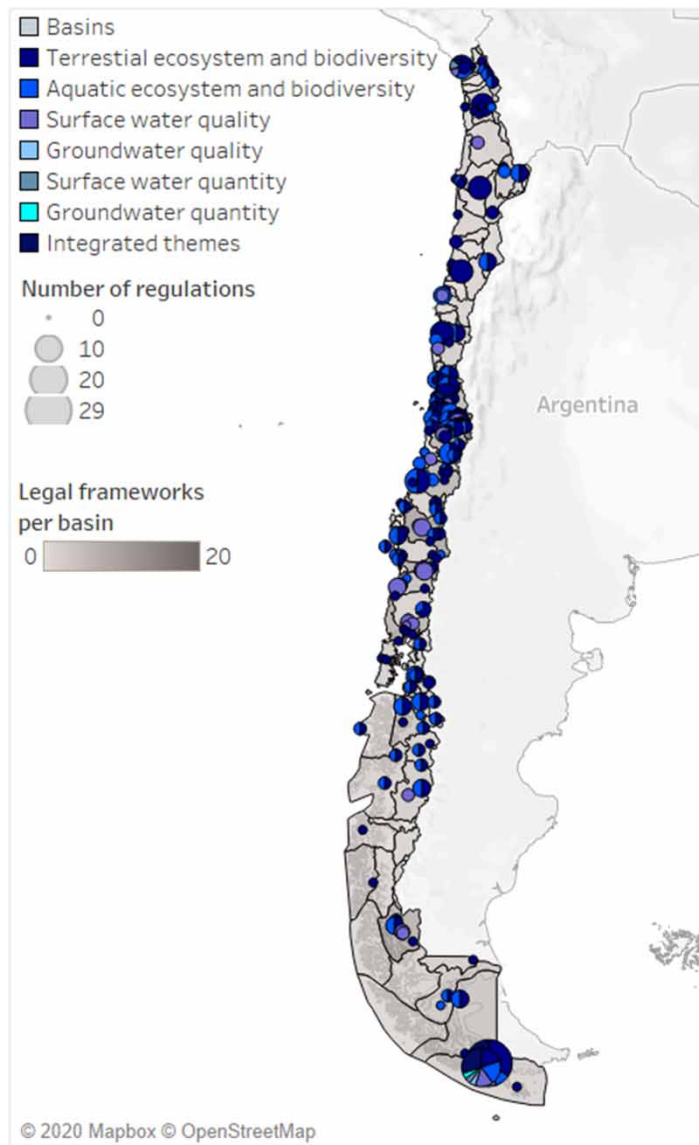 Basins
Terrestial ecosystem and biodiversity
Aquatic ecosystem and biodiversity
Surface water quality
Groundwater quality
Surface water quantity
Groundwater quantity
Integrated themes
Number of regulations
0
10
20
29
Argentina
Legal frameworks
per basin
0 20
© 2020 Mapbox © OpenStreetMap